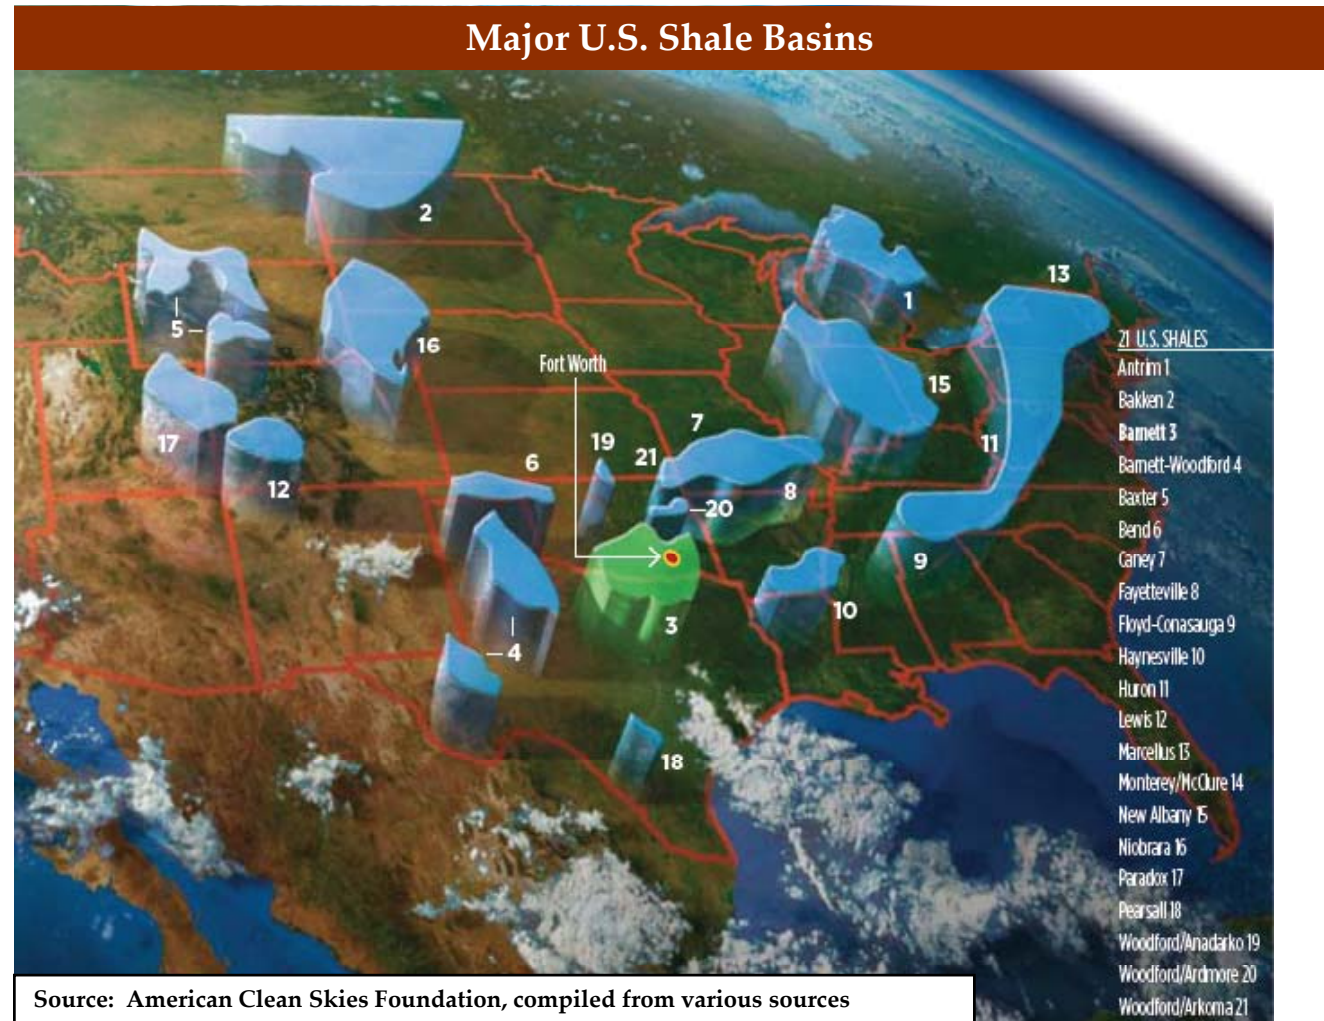 Major U.S. Shale Basins
2
13
1
5
16
Fort Worth
15
7
19
21
11
17
6
12
8
20
9
10
3
4
18
21 U.S. SHALES
Antrim 1
Bakken 2
Barnett 3
Barnett-Woodford 4
Baxter 5
Bend 6
Caney 7
Fayetteville 8
Floyd-Conasauga 9
Haynesville 10
Huron 11
Lewis 12
Marcellus 13
Monterey/McClure 14
New Albany 15
Niobrara 16
Paradox 17
Pearsall 18
Woodford/Anadarko 19
Woodford/Ardmore 20
Woodford/Arkoma 21
Source: American Clean Skies Foundation, compiled from various sources